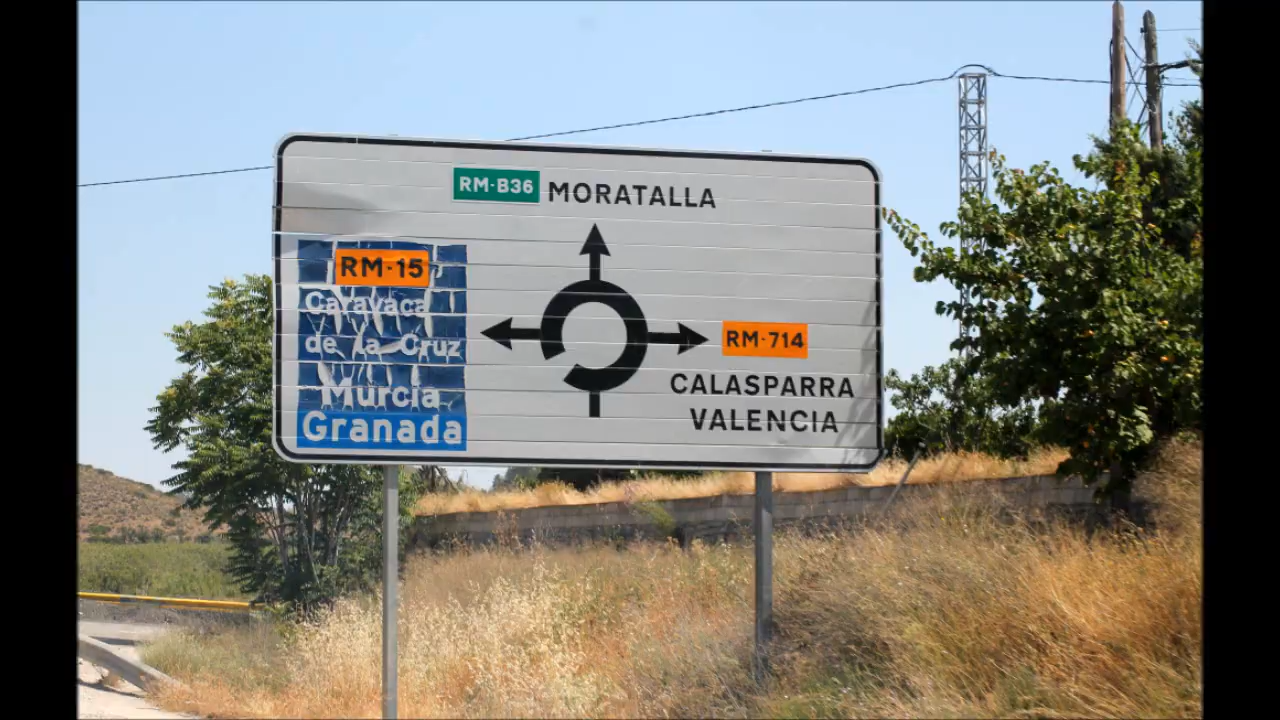 RM-B36 MORATALLA
RM-15
Caravaca
de la Cruz
Murcia
Granada
RM-714
CALASPARRA
VALENCIA